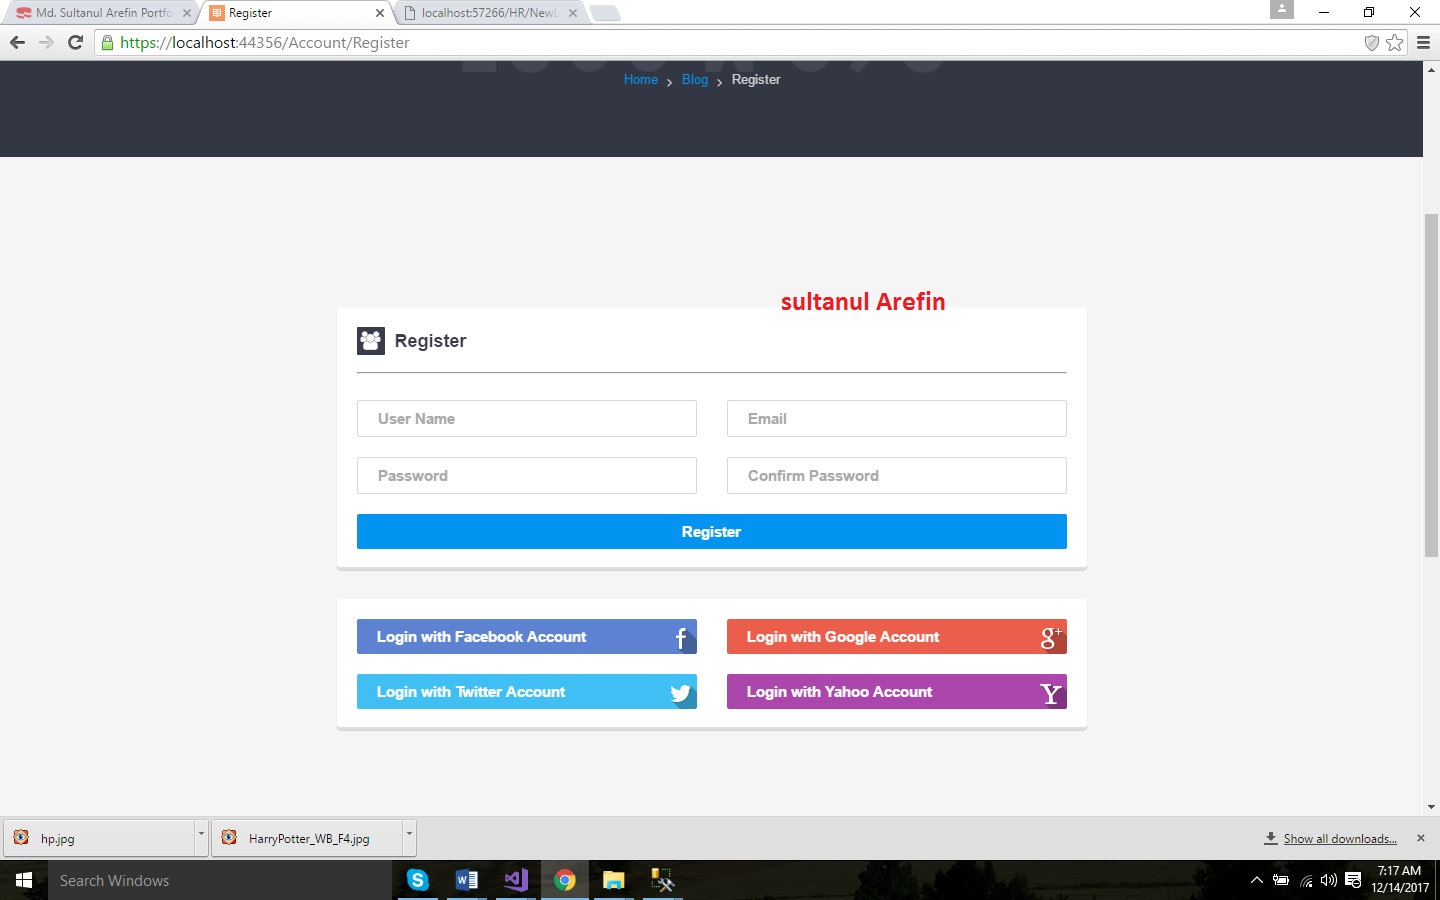 Md. Sultanul Arefin Portfo
Register
localhost:57266/HR/NewL
https://localhost:44356/Account/Register
Home > Blog > Register
sultanul Arefin
Register
User Name
Email
Password
Confirm Password
Register
Login with Facebook Account
f
Login with Google Account
g+
Login with Twitter Account
Login with Yahoo Account
Y
hp.jpg
HarryPotter_WB_F4.jpg
Show all downloads...
Search Windows
7:17 AM
12/14/2017